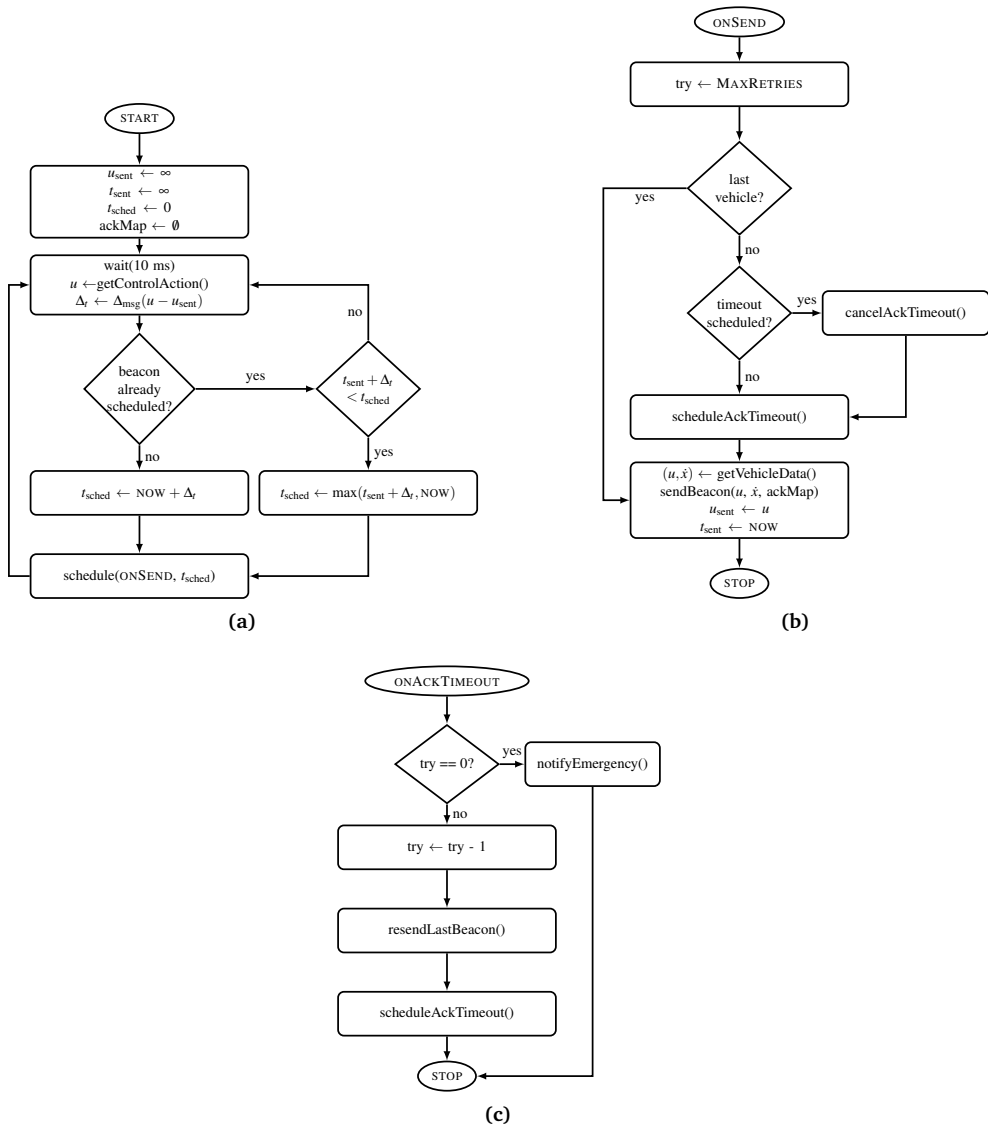 START
u_sent ← ∞
t_sent ← ∞
t_sched ← 0
ackMap ← ∅
wait(10 ms)
u ←getControlAction()
Δ_t ← Δ_msg(u − u_sent)
beacon
already
scheduled?
yes
no
t_sent + Δ_t
< t_sched
no
yes
t_sched ← NOW + Δ_t
t_sched ← max(t_sent + Δ_t, NOW)
schedule(ONSEND, t_sched)
(a)
ONSEND
try ← MAXRETRIES
last
vehicle?
yes
no
timeout
scheduled?
yes
cancelAckTimeout()
no
scheduleAckTimeout()
(u,ẋ) ← getVehicleData()
sendBeacon(u, ẋ, ackMap)
u_sent ← u
t_sent ← NOW
STOP
(b)
ONACKTIMEOUT
try == 0?
yes
notifyEmergency()
no
try ← try - 1
resendLastBeacon()
scheduleAckTimeout()
STOP
(c)